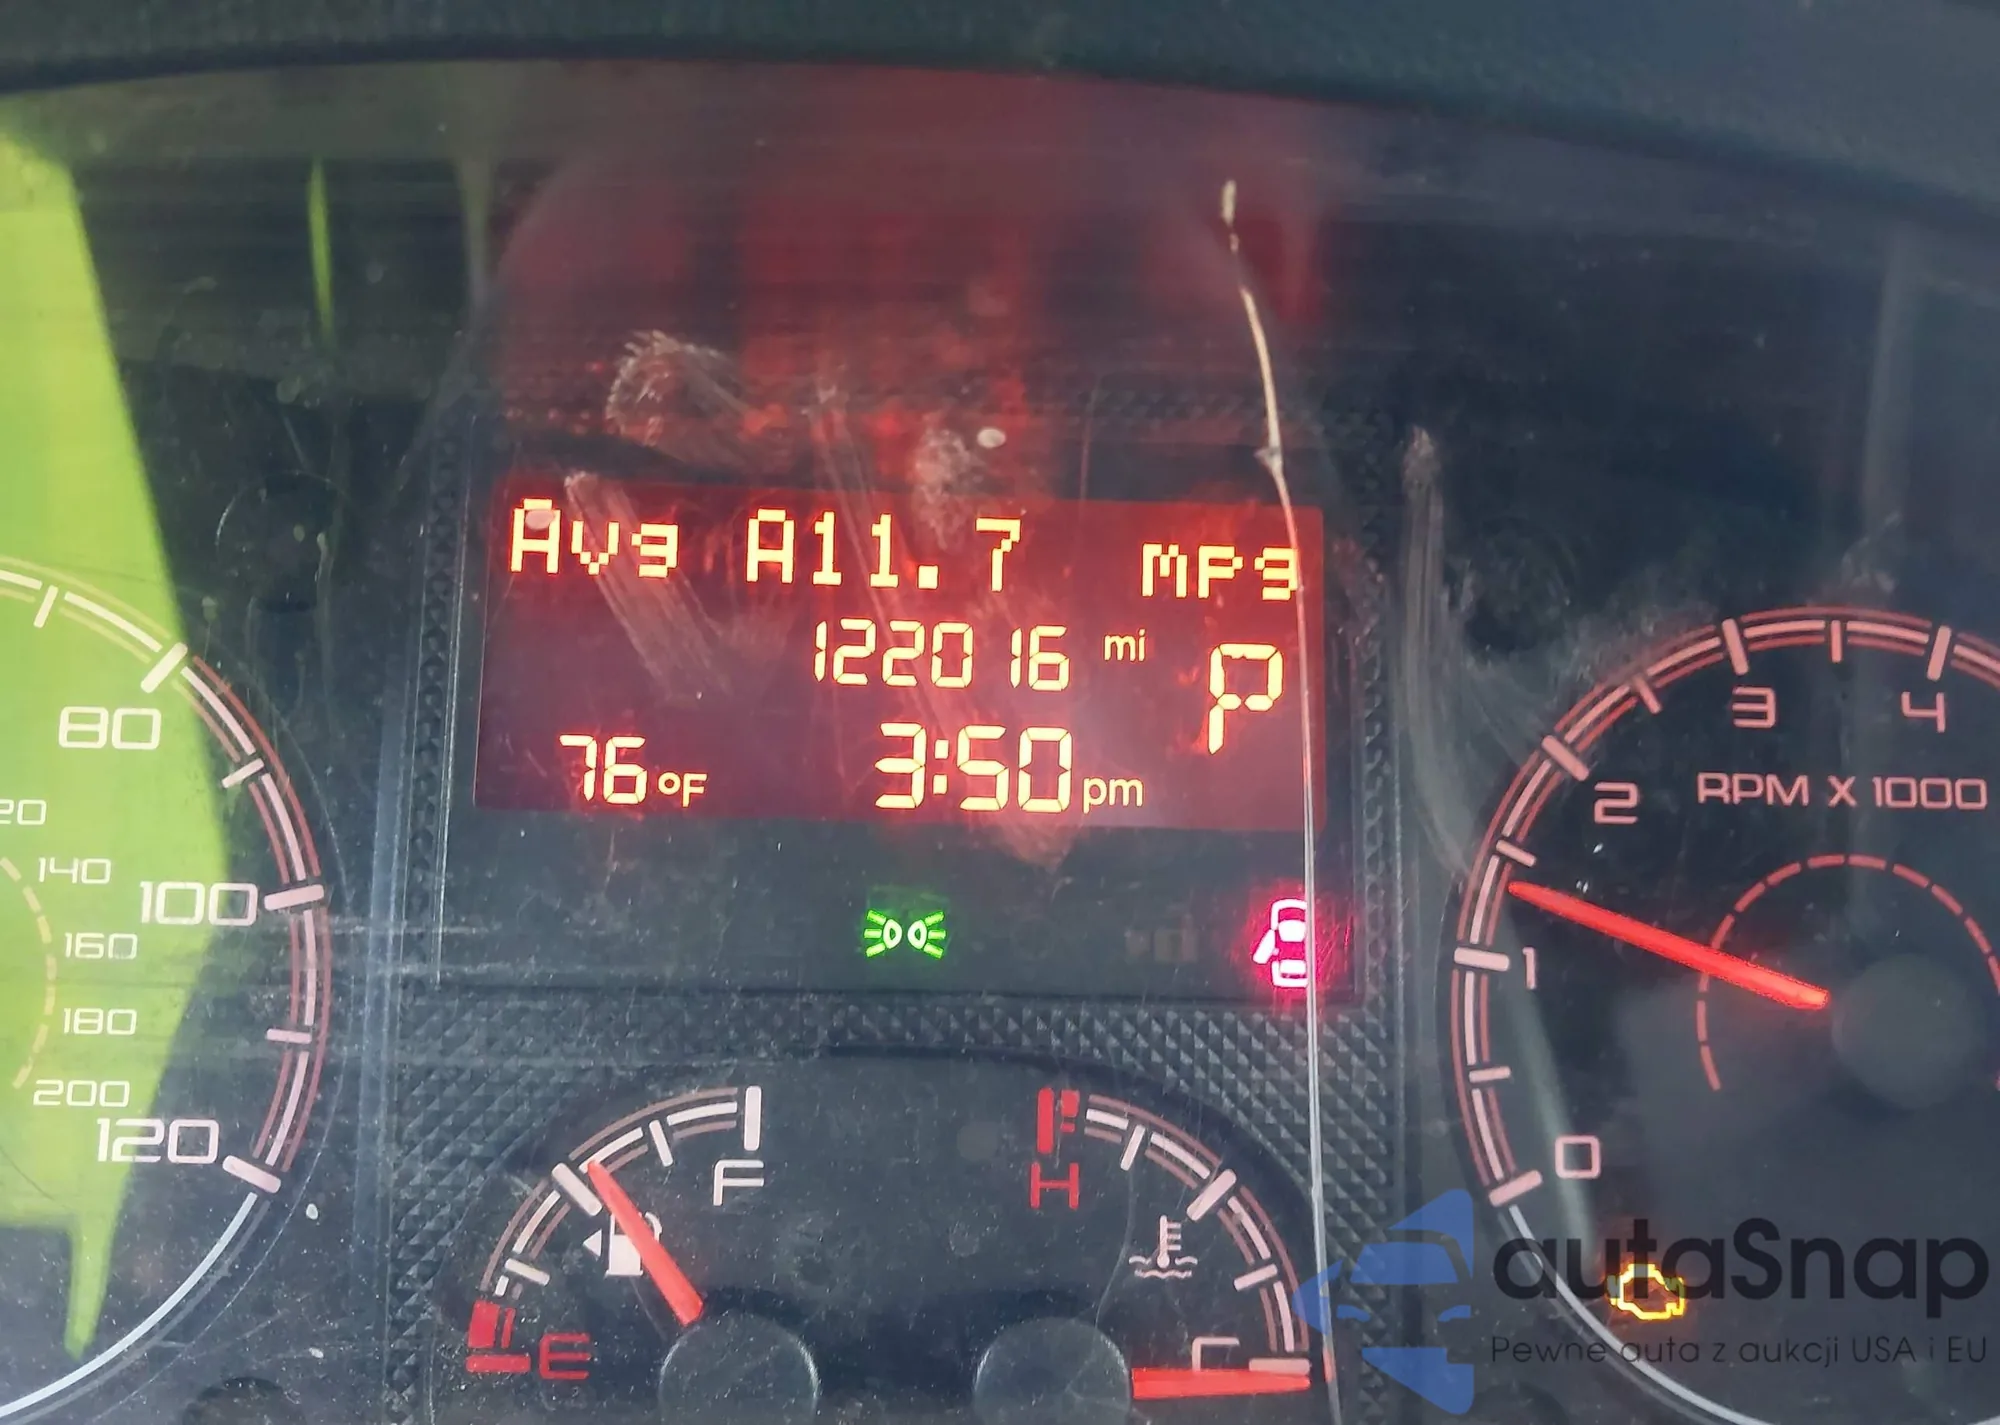 Avg A11.7 mpg
122016 mi
P
76 °F
3:50 pm
80
100
120
140
160
180
200
0
1
2
3
4
RPM X 1000
F
E
H
C
autaSnap
Pewne auta z aukcji USA i EU